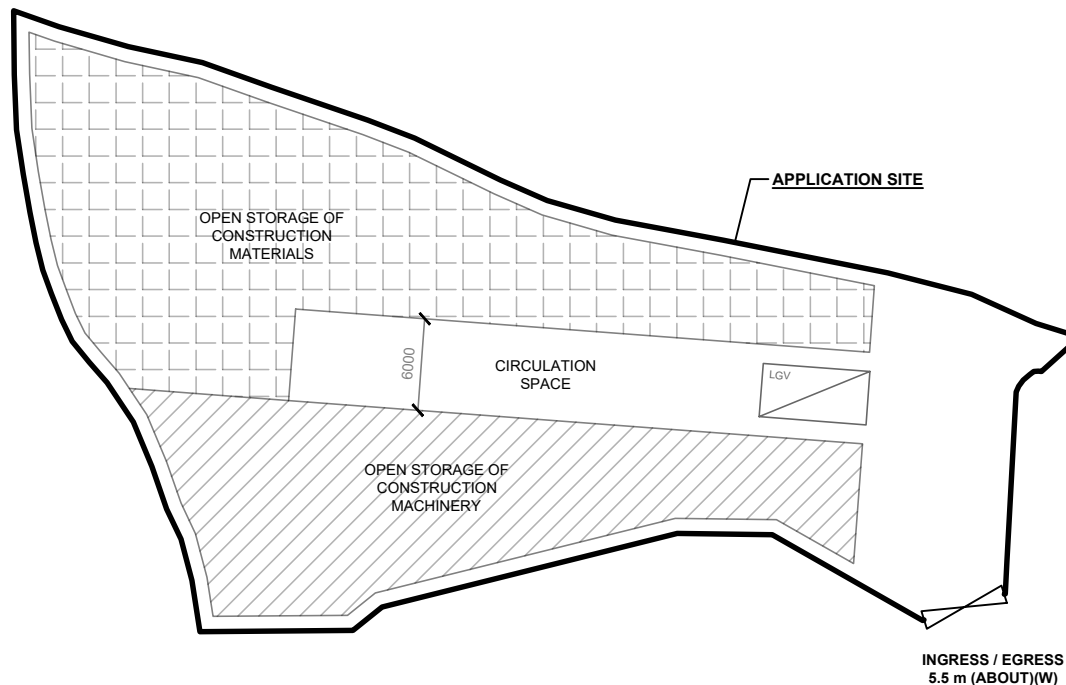 APPLICATION SITE
OPEN STORAGE OF
CONSTRUCTION
MATERIALS
6000
CIRCULATION
SPACE
LGV
OPEN STORAGE OF
CONSTRUCTION
MACHINERY
INGRESS / EGRESS
5.5 m (ABOUT)(W)